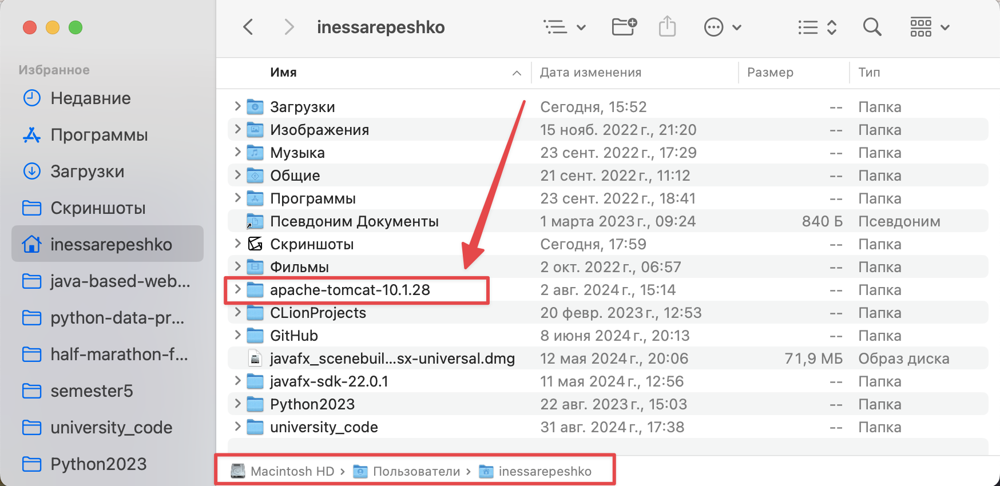 inessarepeshko
Избранное
Недавние
Программы
Загрузки
Скриншоты
inessarepeshko
java-based-web...
python-data-pr...
half-marathon-f...
semester5
university_code
Python2023
Имя Дата изменения Размер Тип
Загрузки Сегодня, 15:52 -- Папка
Изображения 15 нояб. 2022 г., 21:20 -- Папка
Музыка 23 сент. 2022 г., 17:29 -- Папка
Общие 21 сент. 2022 г., 11:12 -- Папка
Программы 23 сент. 2022 г., 18:41 -- Папка
Псевдоним Документы 1 марта 2023 г., 09:24 840 Б Псевдоним
Скриншоты Сегодня, 17:59 -- Папка
Фильмы 2 окт. 2022 г., 06:57 -- Папка
apache-tomcat-10.1.28 2 авг. 2024 г., 15:14 -- Папка
CLionProjects 20 февр. 2023 г., 12:53 -- Папка
GitHub 8 июня 2024 г., 20:13 -- Папка
javafx_scenebuil...sx-universal.dmg 12 мая 2024 г., 20:06 71,9 МБ Образ диска
javafx-sdk-22.0.1 11 мая 2024 г., 12:56 -- Папка
Python2023 22 авг. 2023 г., 15:03 -- Папка
university_code 31 авг. 2024 г., 17:38 -- Папка
Macintosh HD › Пользователи › inessarepeshko